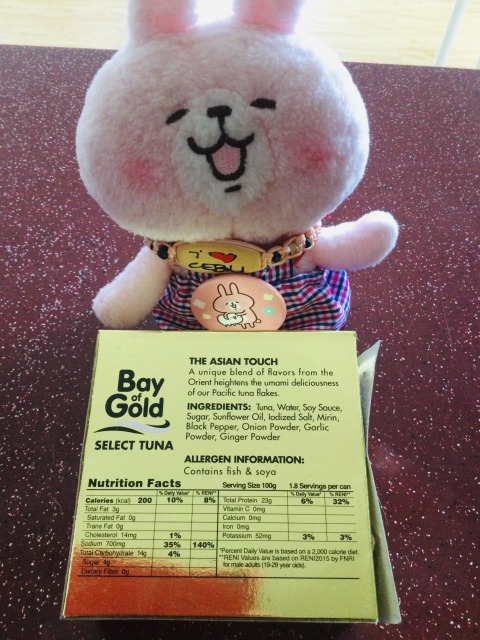 I ❤ CEBU
Bay
of
Gold
SELECT TUNA
THE ASIAN TOUCH
A unique blend of flavors from the
Orient heightens the umami deliciousness
of our Pacific tuna flakes.
INGREDIENTS: Tuna, Water, Soy Sauce,
Sugar, Sunflower Oil, Iodized Salt, Mirin,
Black Pepper, Onion Powder, Garlic
Powder, Ginger Powder
ALLERGEN INFORMATION:
Contains fish & soya
Nutrition Facts Serving Size 100g 1.8 Servings per can
% Daily Value* % RENI** % Daily Value* % RENI**
Calories (kcal) 200 10% 8% Total Protein 23g 6% 32%
Total Fat 3g Vitamin C 0mg
Saturated Fat 0g Calcium 0mg
Trans Fat 0g Iron 0mg
Cholesterol 14mg 1% Potassium 52mg 3% 3%
Sodium 700mg 35% 140%
Total Carbohydrate 14g 4%
Sugar 4g
Dietary Fiber 0g
*Percent Daily Value is based on a 2,000 calorie diet.
**RENI Values are based on RENI2015 by FNRI
for male adults (19-29 year olds).